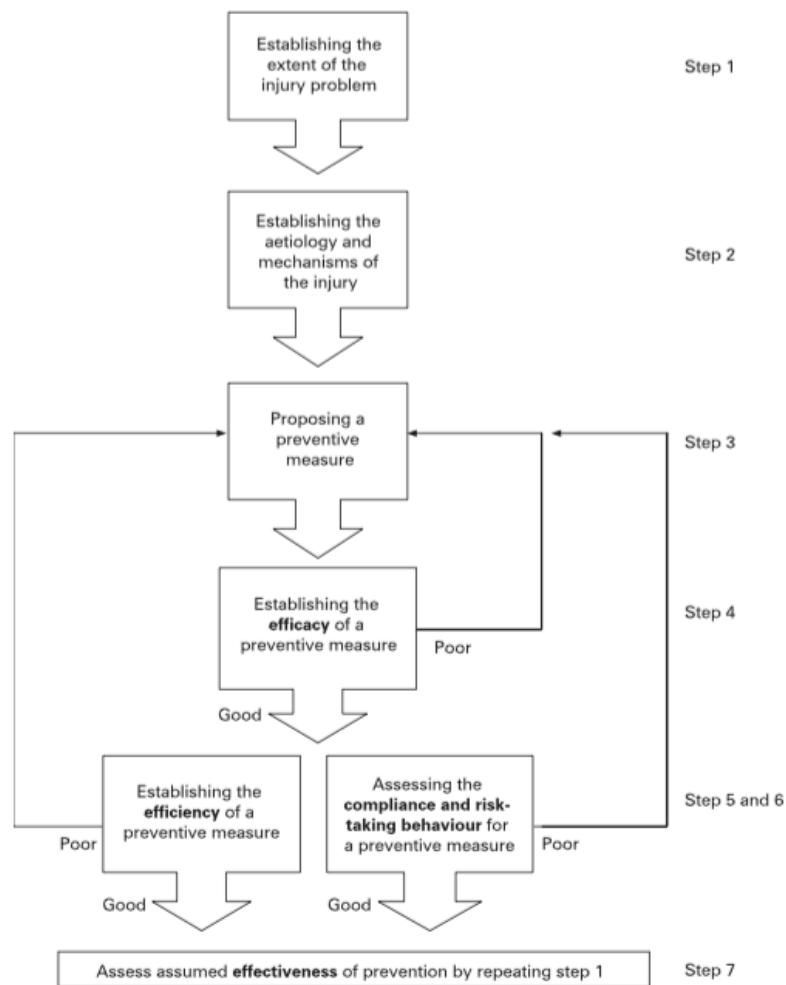 Establishing the
extent of the
injury problem
Step 1
Establishing the
aetiology and
mechanisms of
the injury
Step 2
Proposing a
preventive
measure
Step 3
Establishing the
efficacy of a
preventive measure
Step 4
Poor
Good
Establishing the
efficiency of a
preventive measure
Poor
Good
Assessing the
compliance and risk-
taking behaviour for
a preventive measure
Poor
Good
Step 5 and 6
Assess assumed effectiveness of prevention by repeating step 1
Step 7